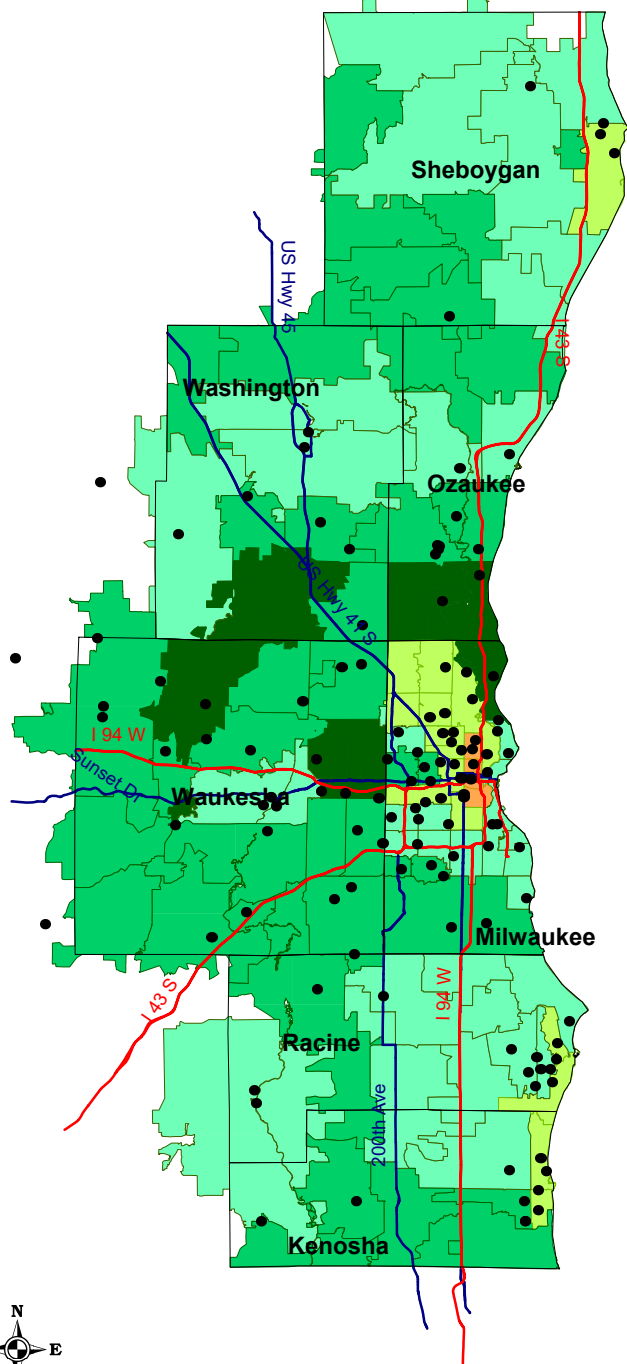 Sheboygan
US Hwy 45
I 43 S
Washington
Ozaukee
US Hwy 41 S
I 94 W
Sunset Dr
Waukesha
Milwaukee
I 43 S
I 94 W
Racine
200th Ave
Kenosha
N
E